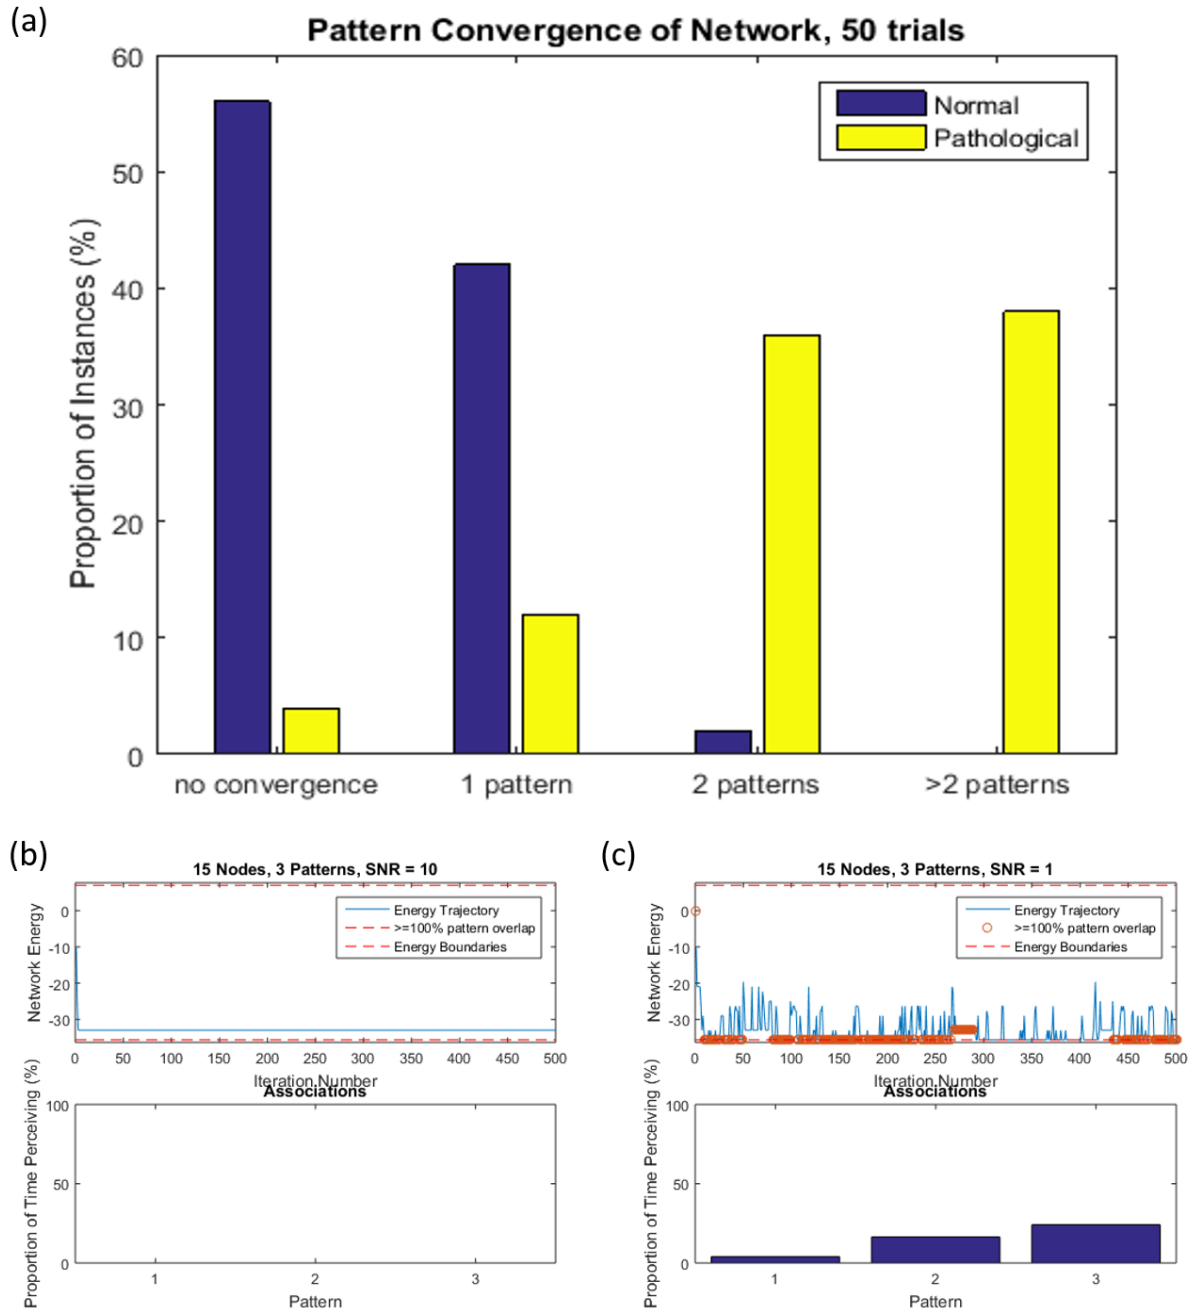 (a)
Pattern Convergence of Network, 50 trials
Proportion of Instances (%)
60
50
40
30
20
10
0
Normal
Pathological
no convergence 1 pattern 2 patterns >2 patterns
(b)
15 Nodes, 3 Patterns, SNR = 10
Network Energy
0
-10
-20
-30
Energy Trajectory
>=100% pattern overlap
Energy Boundaries
0 50 100 150 200 250 300 350 400 450 500
Iteration Number
Associations
Proportion of Time Perceiving (%)
100
50
0
1 2 3
Pattern
(c)
15 Nodes, 3 Patterns, SNR = 1
Network Energy
0
-10
-20
-30
Energy Trajectory
>=100% pattern overlap
Energy Boundaries
0 50 100 150 200 250 300 350 400 450 500
Iteration Number
Associations
Proportion of Time Perceiving (%)
100
50
0
1 2 3
Pattern